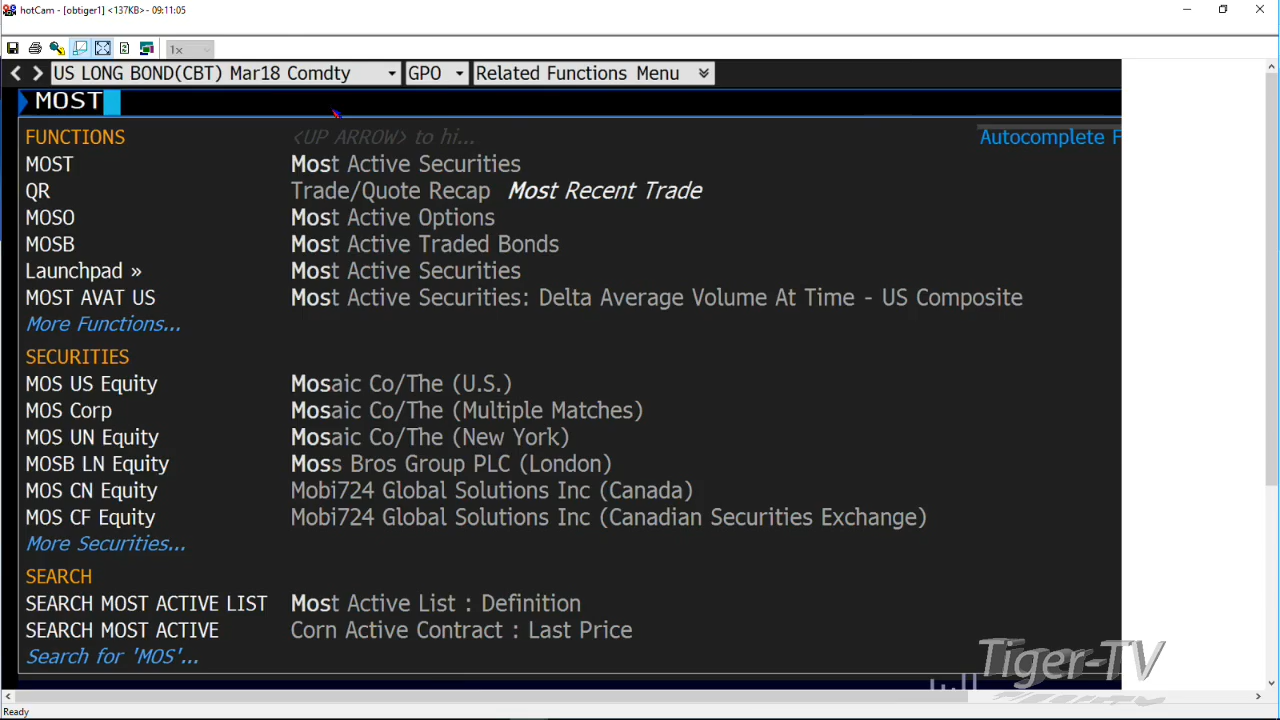 hotCam - [obtiger1] <137KB> - 09:11:05
1x
US LONG BOND(CBT) Mar18 Comdty GPO Related Functions Menu
MOST
FUNCTIONS <UP ARROW> to hi... Autocomplete F
MOST Most Active Securities
QR Trade/Quote Recap Most Recent Trade
MOSO Most Active Options
MOSB Most Active Traded Bonds
Launchpad » Most Active Securities
MOST AVAT US Most Active Securities: Delta Average Volume At Time - US Composite
More Functions...
SECURITIES
MOS US Equity Mosaic Co/The (U.S.)
MOS Corp Mosaic Co/The (Multiple Matches)
MOS UN Equity Mosaic Co/The (New York)
MOSB LN Equity Moss Bros Group PLC (London)
MOS CN Equity Mobi724 Global Solutions Inc (Canada)
MOS CF Equity Mobi724 Global Solutions Inc (Canadian Securities Exchange)
More Securities...
SEARCH
SEARCH MOST ACTIVE LIST Most Active List : Definition
SEARCH MOST ACTIVE Corn Active Contract : Last Price
Search for 'MOS'...
Tiger-TV
Ready